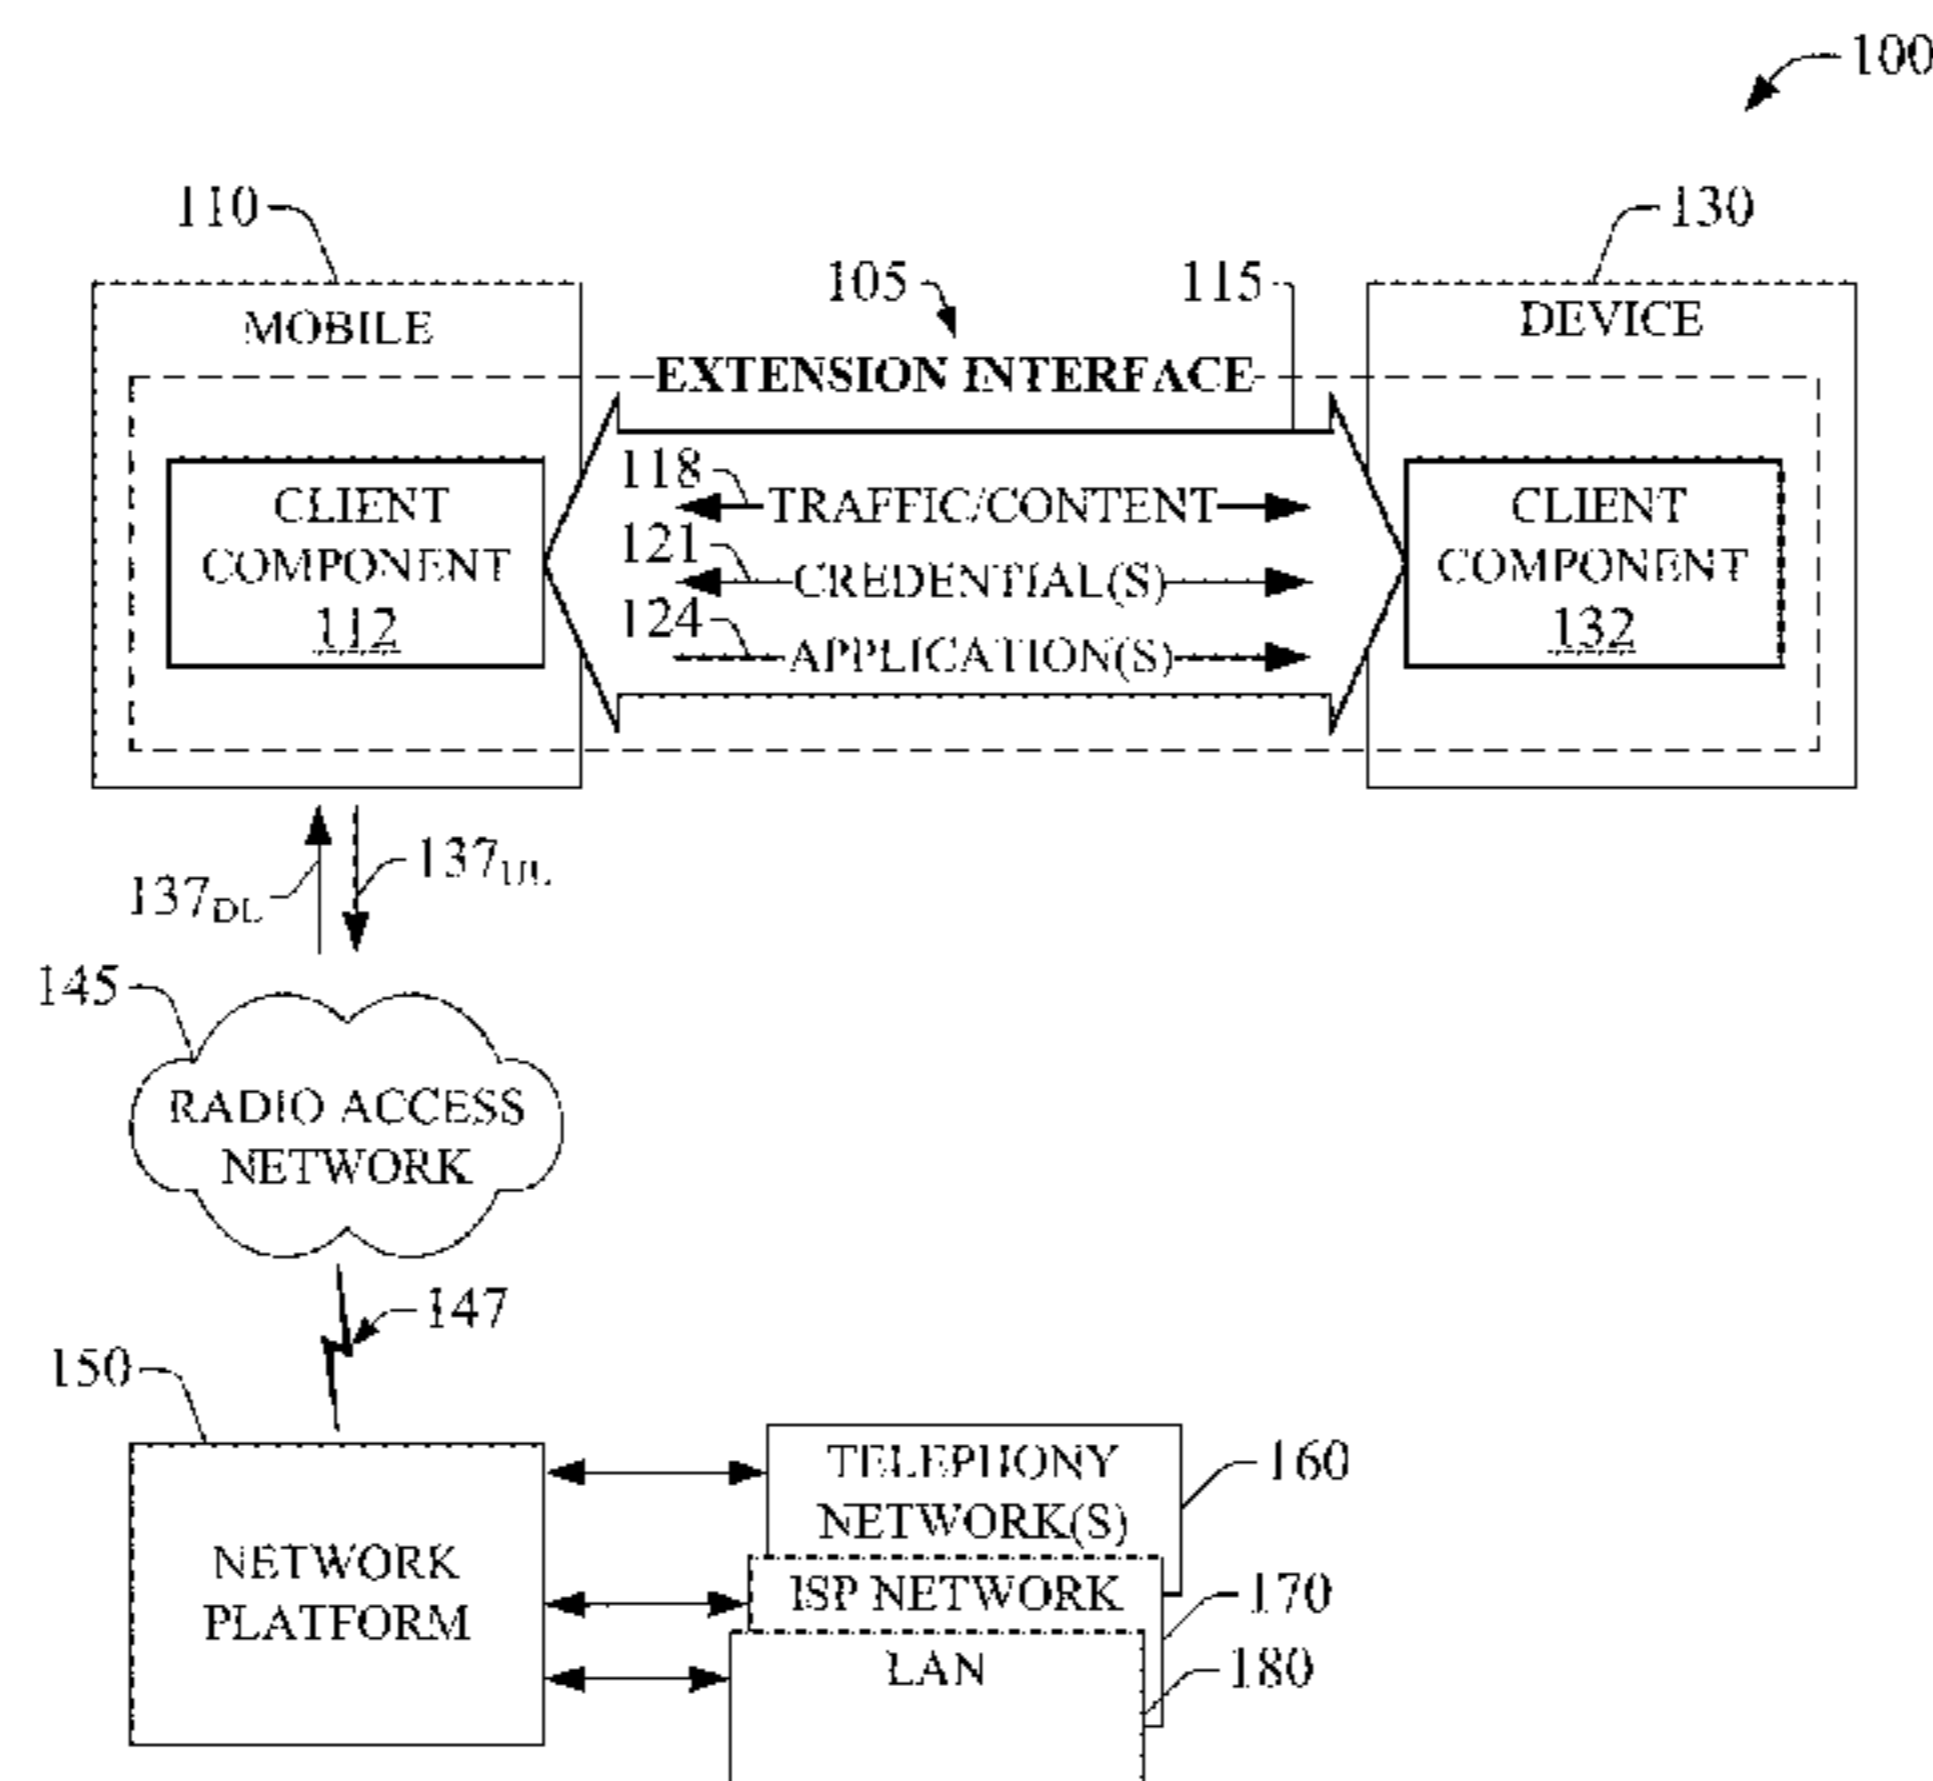 100
110
130
105
115
MOBILE
DEVICE
EXTENSION INTERFACE
118
TRAFFIC/CONTENT
CLIENT
COMPONENT
112
121
CREDENTIAL(S)
124
APPLICATION(S)
CLIENT
COMPONENT
132
137DL
137UL
145
RADIO ACCESS
NETWORK
147
150
NETWORK
PLATFORM
TELEPHONY
NETWORK(S)
160
ISP NETWORK
170
LAN
180